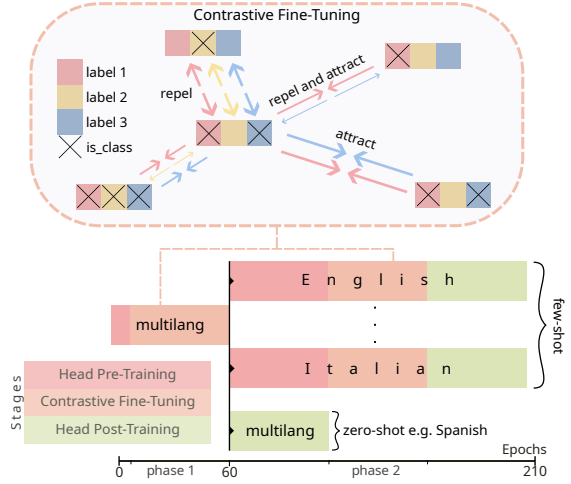 Contrastive Fine-Tuning
label 1
label 2
label 3
is_class
repel
repel and attract
attract
English
multilang
Italian
few-shot
Stages
Head Pre-Training
Contrastive Fine-Tuning
Head Post-Training
multilang
zero-shot e.g. Spanish
Epochs
0
phase 1
60
phase 2
210